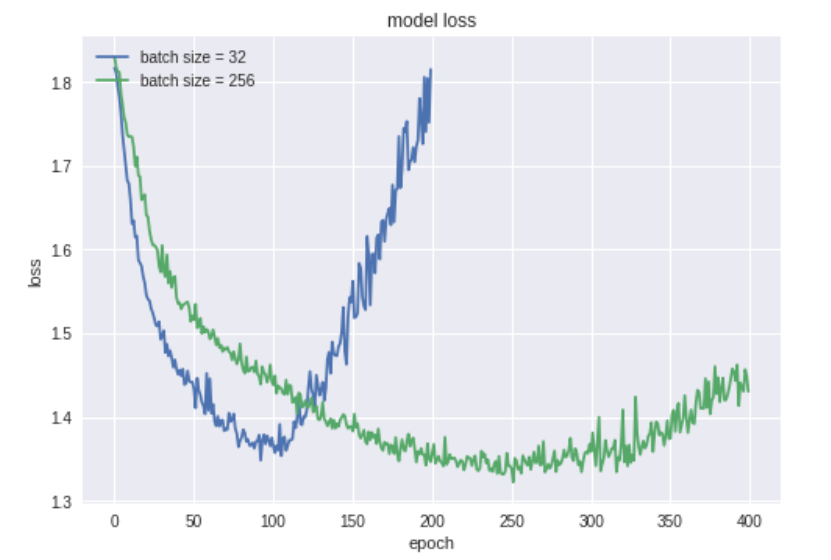 model loss
batch size = 32
batch size = 256
1.8
1.7
1.6
1.5
1.4
1.3
loss
0 50 100 150 200 250 300 350 400
epoch